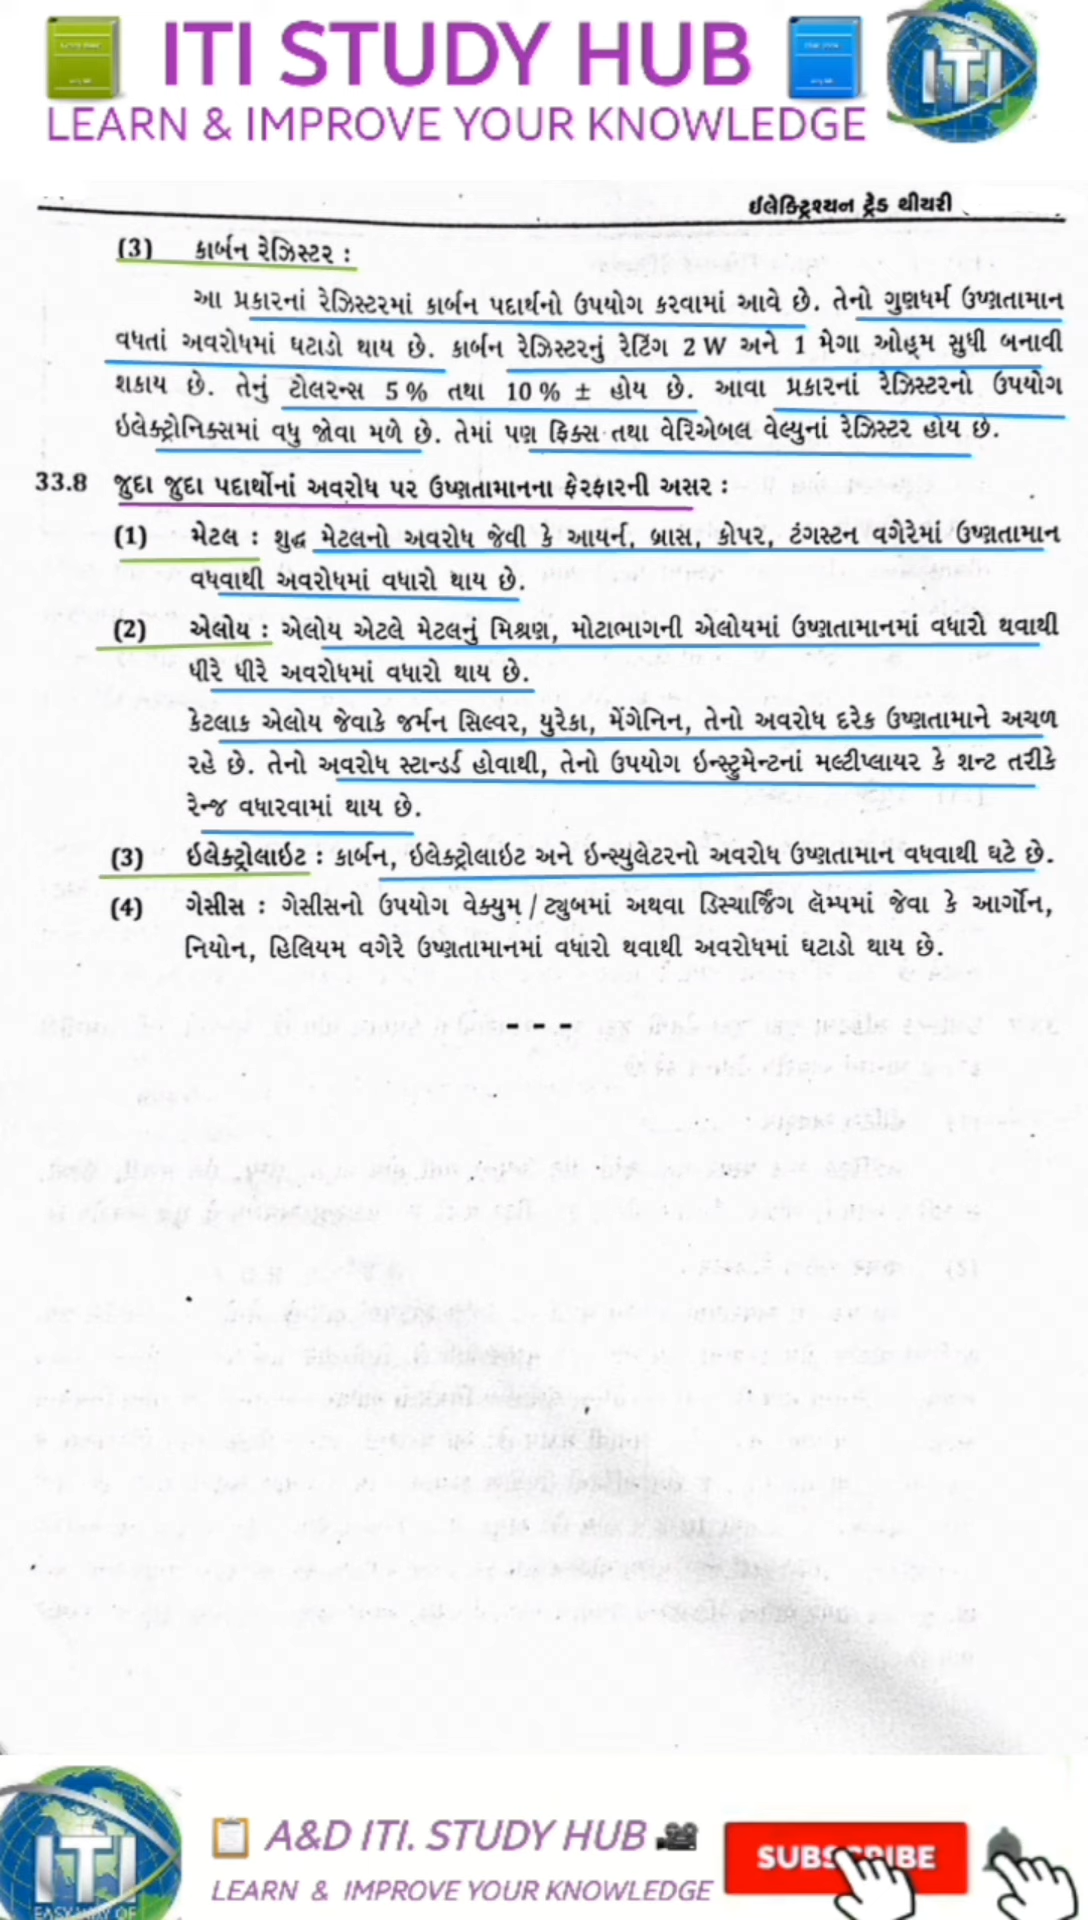 ITI STUDY HUB
LEARN & IMPROVE YOUR KNOWLEDGE
ITI
ઈલેક્ટ્રિશ્યન ટ્રેડ થીયરી
(3) કાર્બન રેઝિસ્ટર :
આ પ્રકારનાં રેઝિસ્ટરમાં કાર્બન પદાર્થનો ઉપયોગ કરવામાં આવે છે. તેનો ગુણધર્મ ઉષ્ણતામાન
વધતાં અવરોધમાં ઘટાડો થાય છે. કાર્બન રેઝિસ્ટરનું રેટિંગ 2 W અને 1 મેગા ઓહ્મ સુધી બનાવી
શકાય છે. તેનું ટોલરન્સ 5 % તથા 10 % ± હોય છે. આવા પ્રકારનાં રેઝિસ્ટરનો ઉપયોગ
ઇલેક્ટ્રોનિક્સમાં વધુ જોવા મળે છે. તેમાં પણ ફિક્સ તથા વેરિએબલ વેલ્યુનાં રેઝિસ્ટર હોય છે.
33.8 જુદા જુદા પદાર્થોનાં અવરોધ પર ઉષ્ણતામાનના ફેરફારની અસર :
(1) મેટલ : શુદ્ધ મેટલનો અવરોધ જેવી કે આયર્ન, બ્રાસ, કોપર, ટંગસ્ટન વગેરેમાં ઉષ્ણતામાન
વધવાથી અવરોધમાં વધારો થાય છે.
(2) એલોય : એલોય એટલે મેટલનું મિશ્રણ, મોટાભાગની એલોયમાં ઉષ્ણતામાનમાં વધારો થવાથી
ધીરે ધીરે અવરોધમાં વધારો થાય છે.
કેટલાક એલોય જેવાકે જર્મન સિલ્વર, યુરેકા, મેંગેનિન, તેનો અવરોધ દરેક ઉષ્ણતામાને અચળ
રહે છે. તેનો અવરોધ સ્ટાન્ડર્ડ હોવાથી, તેનો ઉપયોગ ઇન્સ્ટ્રુમેન્ટનાં મલ્ટીપ્લાયર કે શન્ટ તરીકે
રેન્જ વધારવામાં થાય છે.
(3) ઇલેક્ટ્રોલાઇટ : કાર્બન, ઇલેક્ટ્રોલાઇટ અને ઇન્સ્યુલેટરનો અવરોધ ઉષ્ણતામાન વધવાથી ઘટે છે.
(4) ગેસીસ : ગેસીસનો ઉપયોગ વેક્યુમ / ટ્યુબમાં અથવા ડિસ્ચાર્જિંગ લૅમ્પમાં જેવા કે આર્ગોન,
નિયોન, હિલિયમ વગેરે ઉષ્ણતામાનમાં વધારો થવાથી અવરોધમાં ઘટાડો થાય છે.
- - -
A&D ITI. STUDY HUB
LEARN & IMPROVE YOUR KNOWLEDGE
SUBSCRIBE
ITI
EASY WAY OF